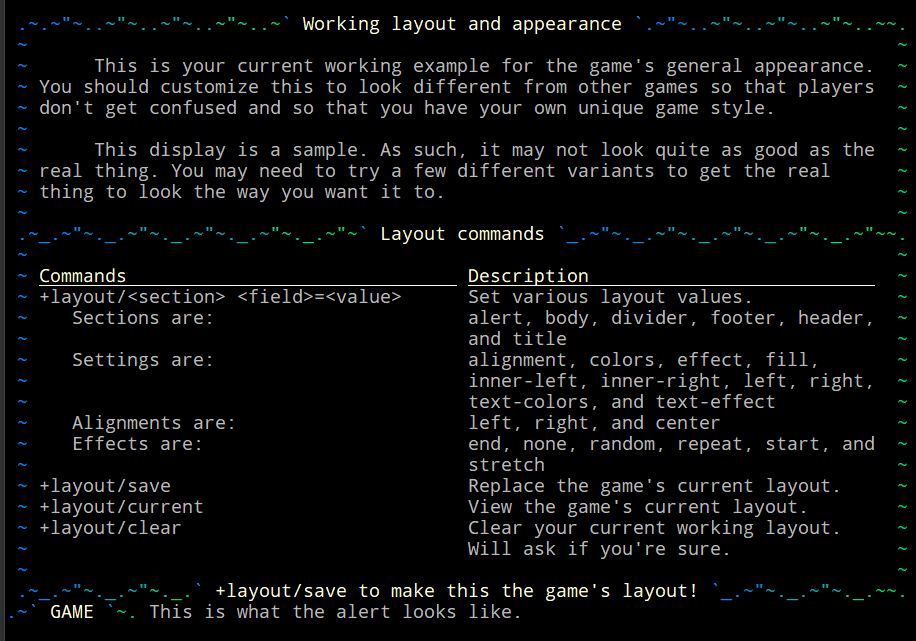 .~.~"~..~"~..~"~..~"~..~` Working layout and appearance `.~"~..~"~..~"~..~"~..~~.
~ ~
~ This is your current working example for the game's general appearance. ~
~ You should customize this to look different from other games so that players ~
~ don't get confused and so that you have your own unique game style. ~
~ ~
~ This display is a sample. As such, it may not look quite as good as the ~
~ real thing. You may need to try a few different variants to get the real ~
~ thing to look the way you want it to. ~
~ ~
.~_.~"~._.~"~._.~"~._.~"~._.~"~` Layout commands `_.~"~._.~"~._.~"~._.~"~._.~"~~.
~ ~
~ Commands Description ~
~ +layout/<section> <field>=<value> Set various layout values. ~
~ Sections are: alert, body, divider, footer, header, ~
~ and title ~
~ Settings are: alignment, colors, effect, fill, ~
~ inner-left, inner-right, left, right, ~
~ text-colors, and text-effect ~
~ Alignments are: left, right, and center ~
~ Effects are: end, none, random, repeat, start, and ~
~ stretch ~
~ +layout/save Replace the game's current layout. ~
~ +layout/current View the game's current layout. ~
~ +layout/clear Clear your current working layout. ~
~ Will ask if you're sure. ~
~ ~
.~_.~"~._.~"~._.` +layout/save to make this the game's layout! `_.~"~._.~"~._.~~.
.~` GAME `~. This is what the alert looks like.